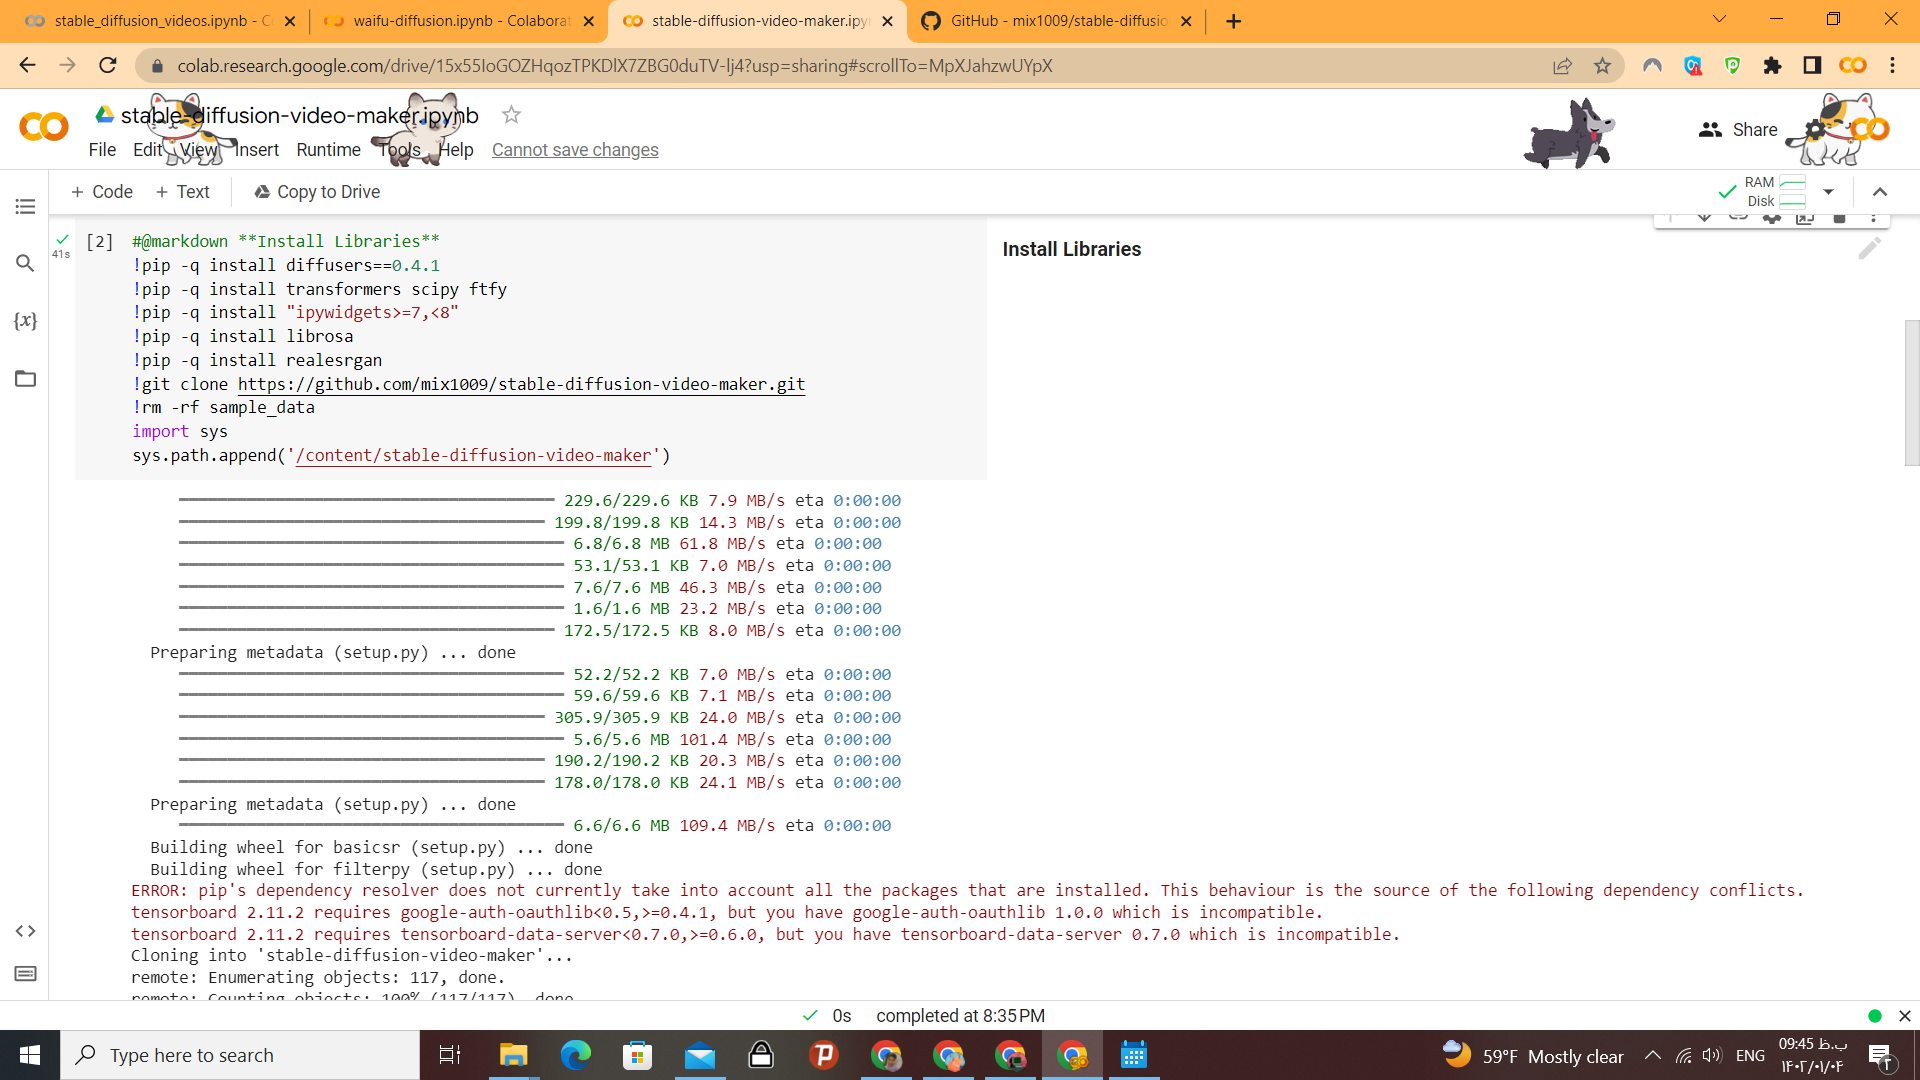 stable_diffusion_videos.ipynb - C
waifu-diffusion.ipynb - Colaborat
stable-diffusion-video-maker.ipy
GitHub - mix1009/stable-diffusio
colab.research.google.com/drive/15x55IoGOZHqozTPKDlX7ZBG0duTV-lj4?usp=sharing#scrollTo=MpXJahzwUYpX
stable-diffusion-video-maker.ipynb
File Edit View Insert Runtime Tools Help Cannot save changes
Share
+ Code + Text Copy to Drive
RAM
Disk
[2]
41s
#@markdown **Install Libraries**
!pip -q install diffusers==0.4.1
!pip -q install transformers scipy ftfy
!pip -q install "ipywidgets>=7,<8"
!pip -q install librosa
!pip -q install realesrgan
!git clone https://github.com/mix1009/stable-diffusion-video-maker.git
!rm -rf sample_data
import sys
sys.path.append('/content/stable-diffusion-video-maker')
Install Libraries
{x}
229.6/229.6 KB 7.9 MB/s eta 0:00:00
199.8/199.8 KB 14.3 MB/s eta 0:00:00
6.8/6.8 MB 61.8 MB/s eta 0:00:00
53.1/53.1 KB 7.0 MB/s eta 0:00:00
7.6/7.6 MB 46.3 MB/s eta 0:00:00
1.6/1.6 MB 23.2 MB/s eta 0:00:00
172.5/172.5 KB 8.0 MB/s eta 0:00:00
Preparing metadata (setup.py) ... done
52.2/52.2 KB 7.0 MB/s eta 0:00:00
59.6/59.6 KB 7.1 MB/s eta 0:00:00
305.9/305.9 KB 24.0 MB/s eta 0:00:00
5.6/5.6 MB 101.4 MB/s eta 0:00:00
190.2/190.2 KB 20.3 MB/s eta 0:00:00
178.0/178.0 KB 24.1 MB/s eta 0:00:00
Preparing metadata (setup.py) ... done
6.6/6.6 MB 109.4 MB/s eta 0:00:00
Building wheel for basicsr (setup.py) ... done
Building wheel for filterpy (setup.py) ... done
ERROR: pip's dependency resolver does not currently take into account all the packages that are installed. This behaviour is the source of the following dependency conflicts.
tensorboard 2.11.2 requires google-auth-oauthlib<0.5,>=0.4.1, but you have google-auth-oauthlib 1.0.0 which is incompatible.
tensorboard 2.11.2 requires tensorboard-data-server<0.7.0,>=0.6.0, but you have tensorboard-data-server 0.7.0 which is incompatible.
Cloning into 'stable-diffusion-video-maker'...
remote: Enumerating objects: 117, done.
remote: Counting objects: 100% (117/117), done.
0s completed at 8:35 PM
Type here to search
59°F Mostly clear
ENG
09:45 ب.ظ
۱۴۰۲/۰۱/۰۴
۲